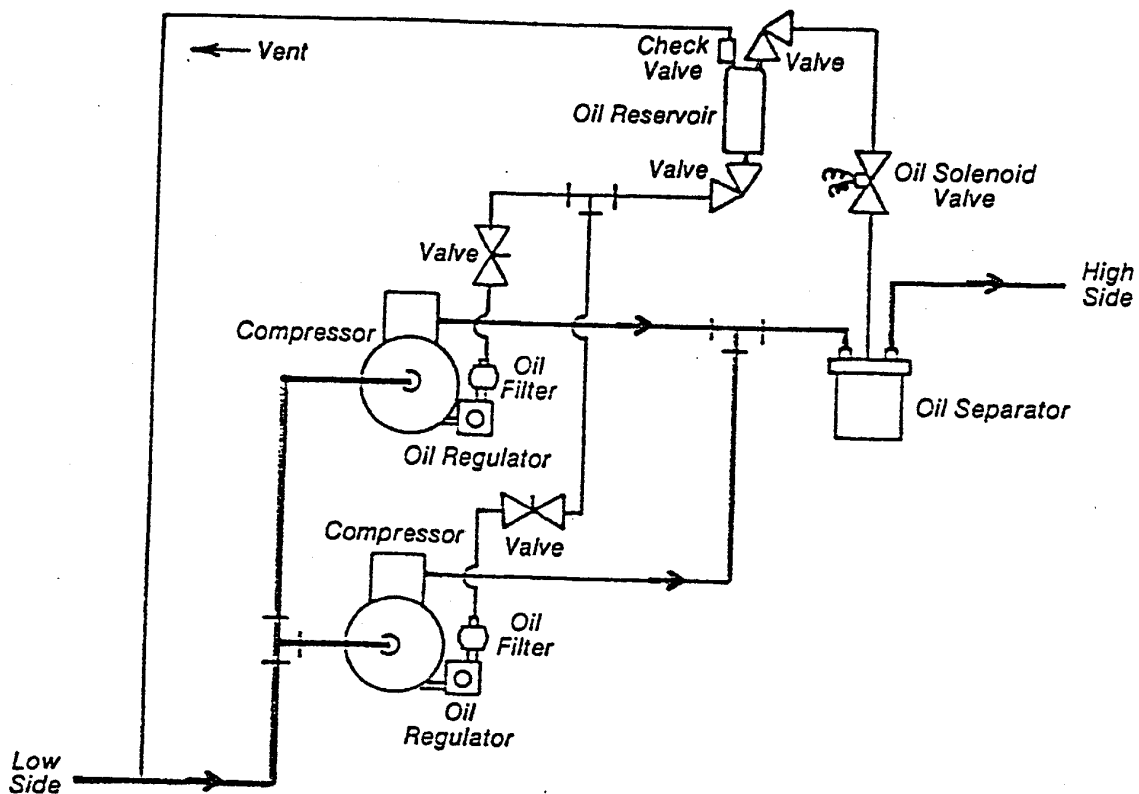 Vent
Check
Valve
Valve
Oil Reservoir
Valve
Oil Solenoid
Valve
Valve
High
Side
Compressor
Oil
Filter
Oil Separator
Oil Regulator
Compressor
Valve
Oil
Filter
Oil
Regulator
Low
Side